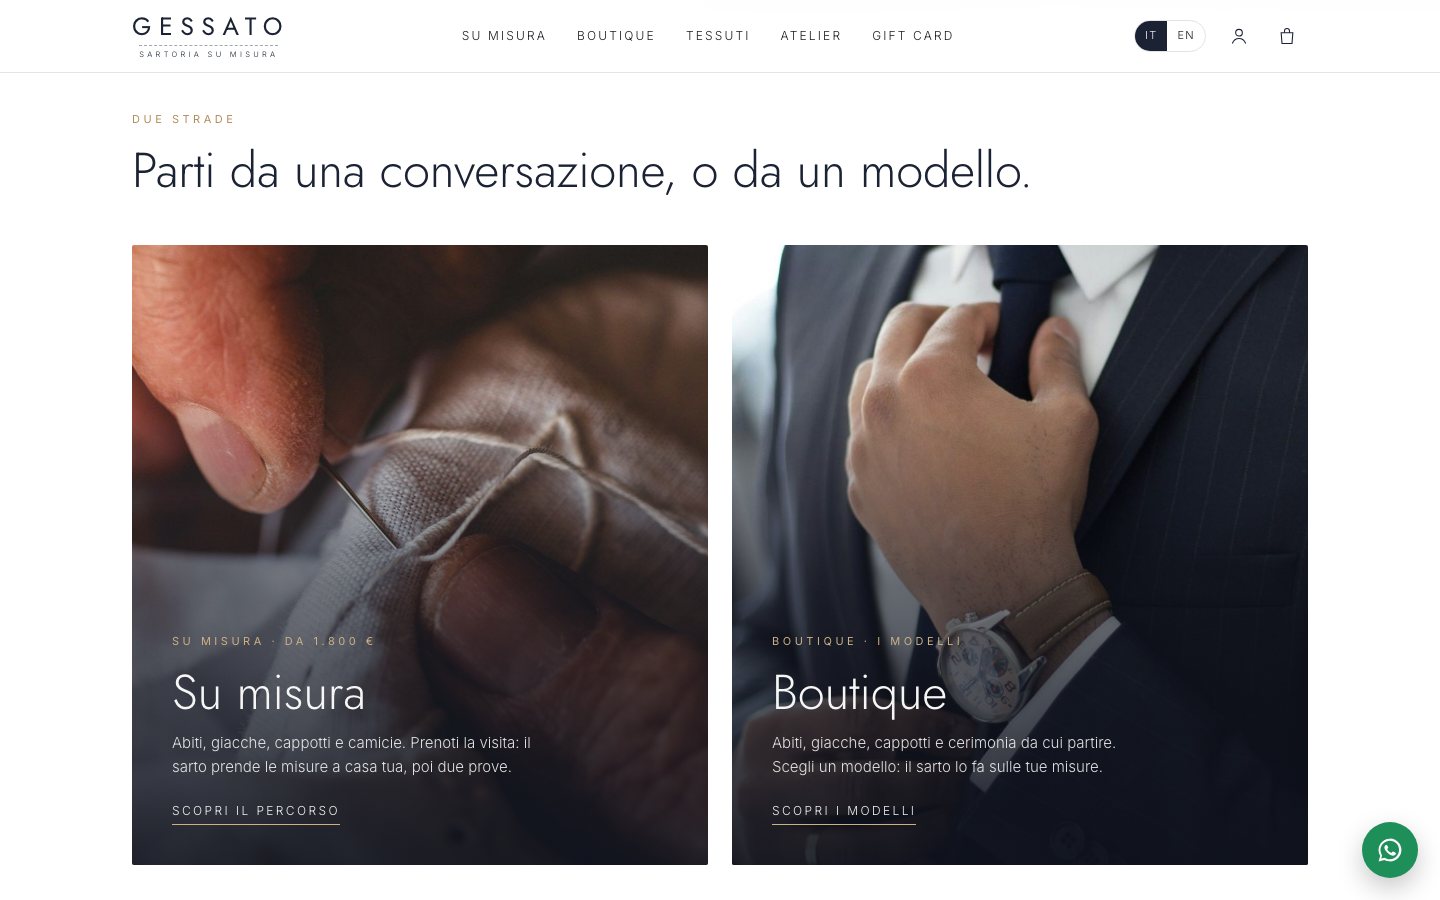 GESSATO
SARTORIA SU MISURA
SU MISURA
BOUTIQUE
TESSUTI
ATELIER
GIFT CARD
IT
EN
DUE STRADE
Parti da una conversazione, o da un modello.
SU MISURA · DA 1.800 €
Su misura
Abiti, giacche, cappotti e camicie. Prenoti la visita: il
sarto prende le misure a casa tua, poi due prove.
SCOPRI IL PERCORSO
BOUTIQUE · I MODELLI
Boutique
Abiti, giacche, cappotti e cerimonia da cui partire.
Scegli un modello: il sarto lo fa sulle tue misure.
SCOPRI I MODELLI